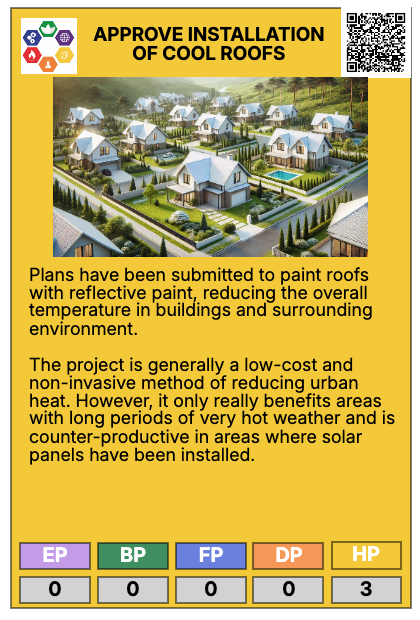 APPROVE INSTALLATION
OF COOL ROOFS
Plans have been submitted to paint roofs
with reflective paint, reducing the overall
temperature in buildings and surrounding
environment.
The project is generally a low-cost and
non-invasive method of reducing urban
heat. However, it only really benefits areas
with long periods of very hot weather and is
counter-productive in areas where solar
panels have been installed.
EP BP FP DP HP
0 0 0 0 3